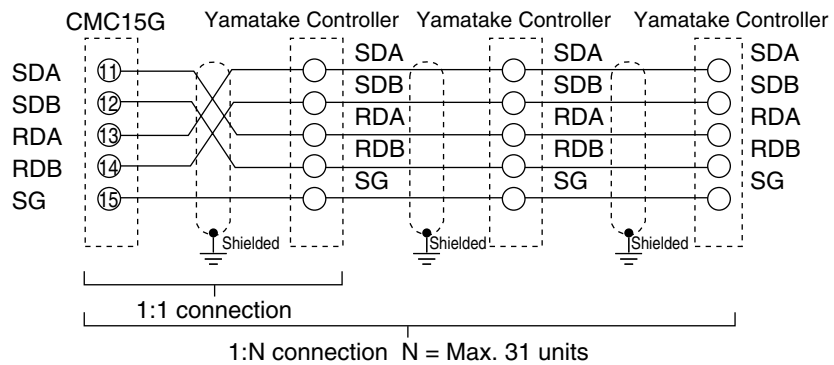 CMC15G Yamatake Controller Yamatake Controller Yamatake Controller
SDA 11 SDA SDA SDA
SDB 12 SDB SDB SDB
RDA 13 RDA RDA RDA
RDB 14 RDB RDB RDB
SG 15 SG SG SG
Shielded Shielded Shielded
1:1 connection
1:N connection N = Max. 31 units